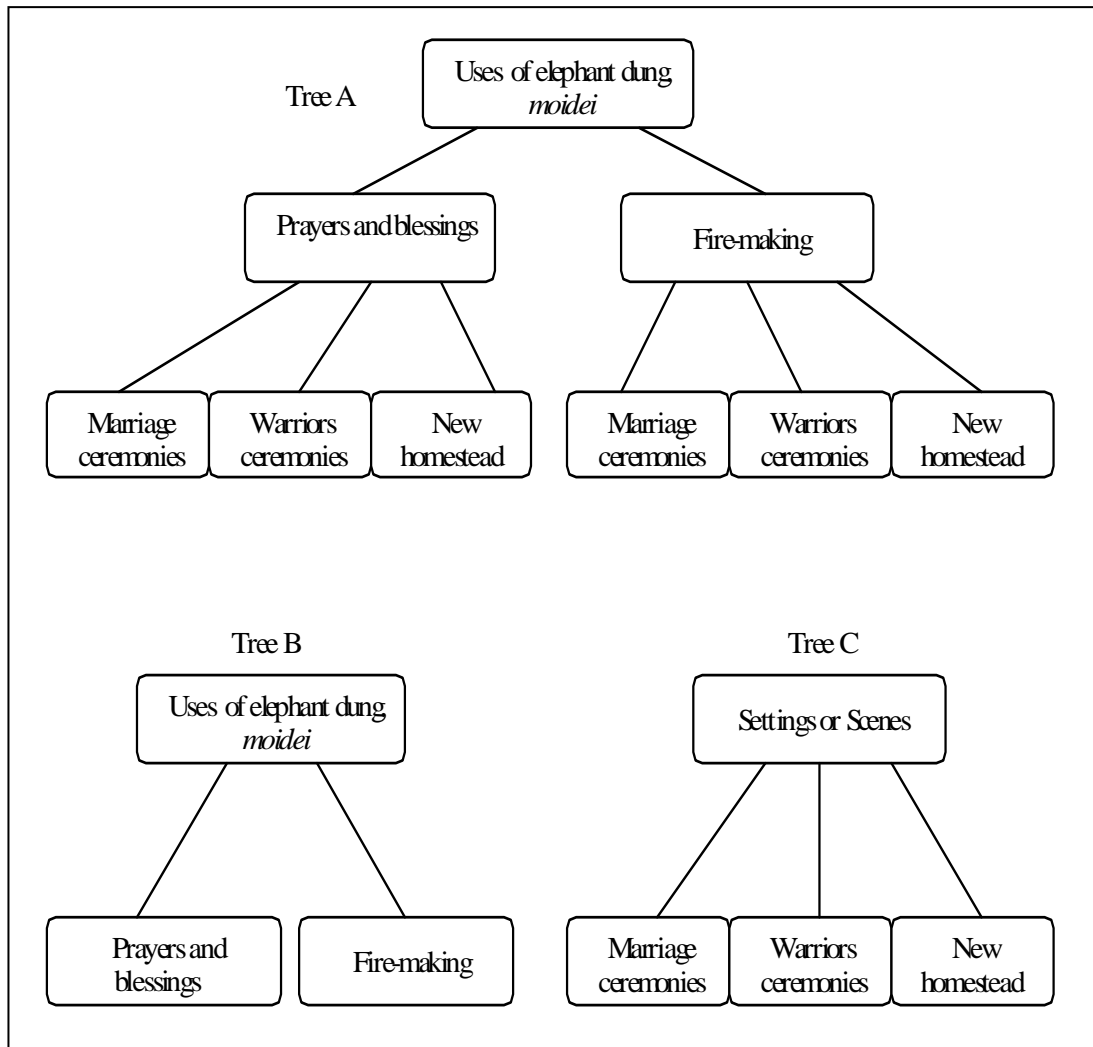 Tree A
Uses of elephant dung,
moidei
Prayers and blessings
Fire-making
Marriage
ceremonies
Warriors
ceremonies
New
homestead
Marriage
ceremonies
Warriors
ceremonies
New
homestead
Tree B
Uses of elephant dung,
moidei
Prayers and
blessings
Fire-making
Tree C
Settings or Scenes
Marriage
ceremonies
Warriors
ceremonies
New
homestead